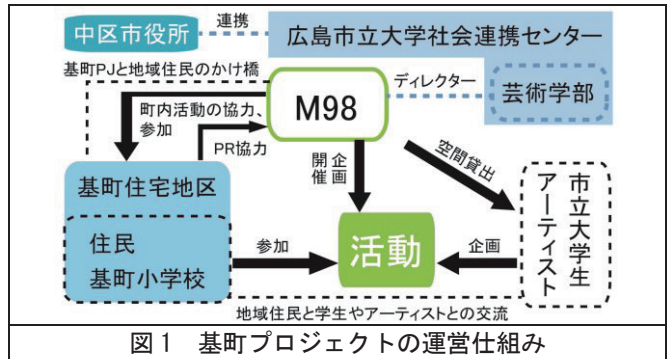 中区市役所
連携
広島市立大学社会連携センター
基町PJと地域住民のかけ橋
ディレクター
芸術学部
M98
町内活動の協力、
参加
PR協力
開企
催画
空間貸出
基町住宅地区
住民
基町小学校
参加
活動
企画
市立大学生
アーティスト
地域住民と学生やアーティストとの交流
図1 基町プロジェクトの運営仕組み